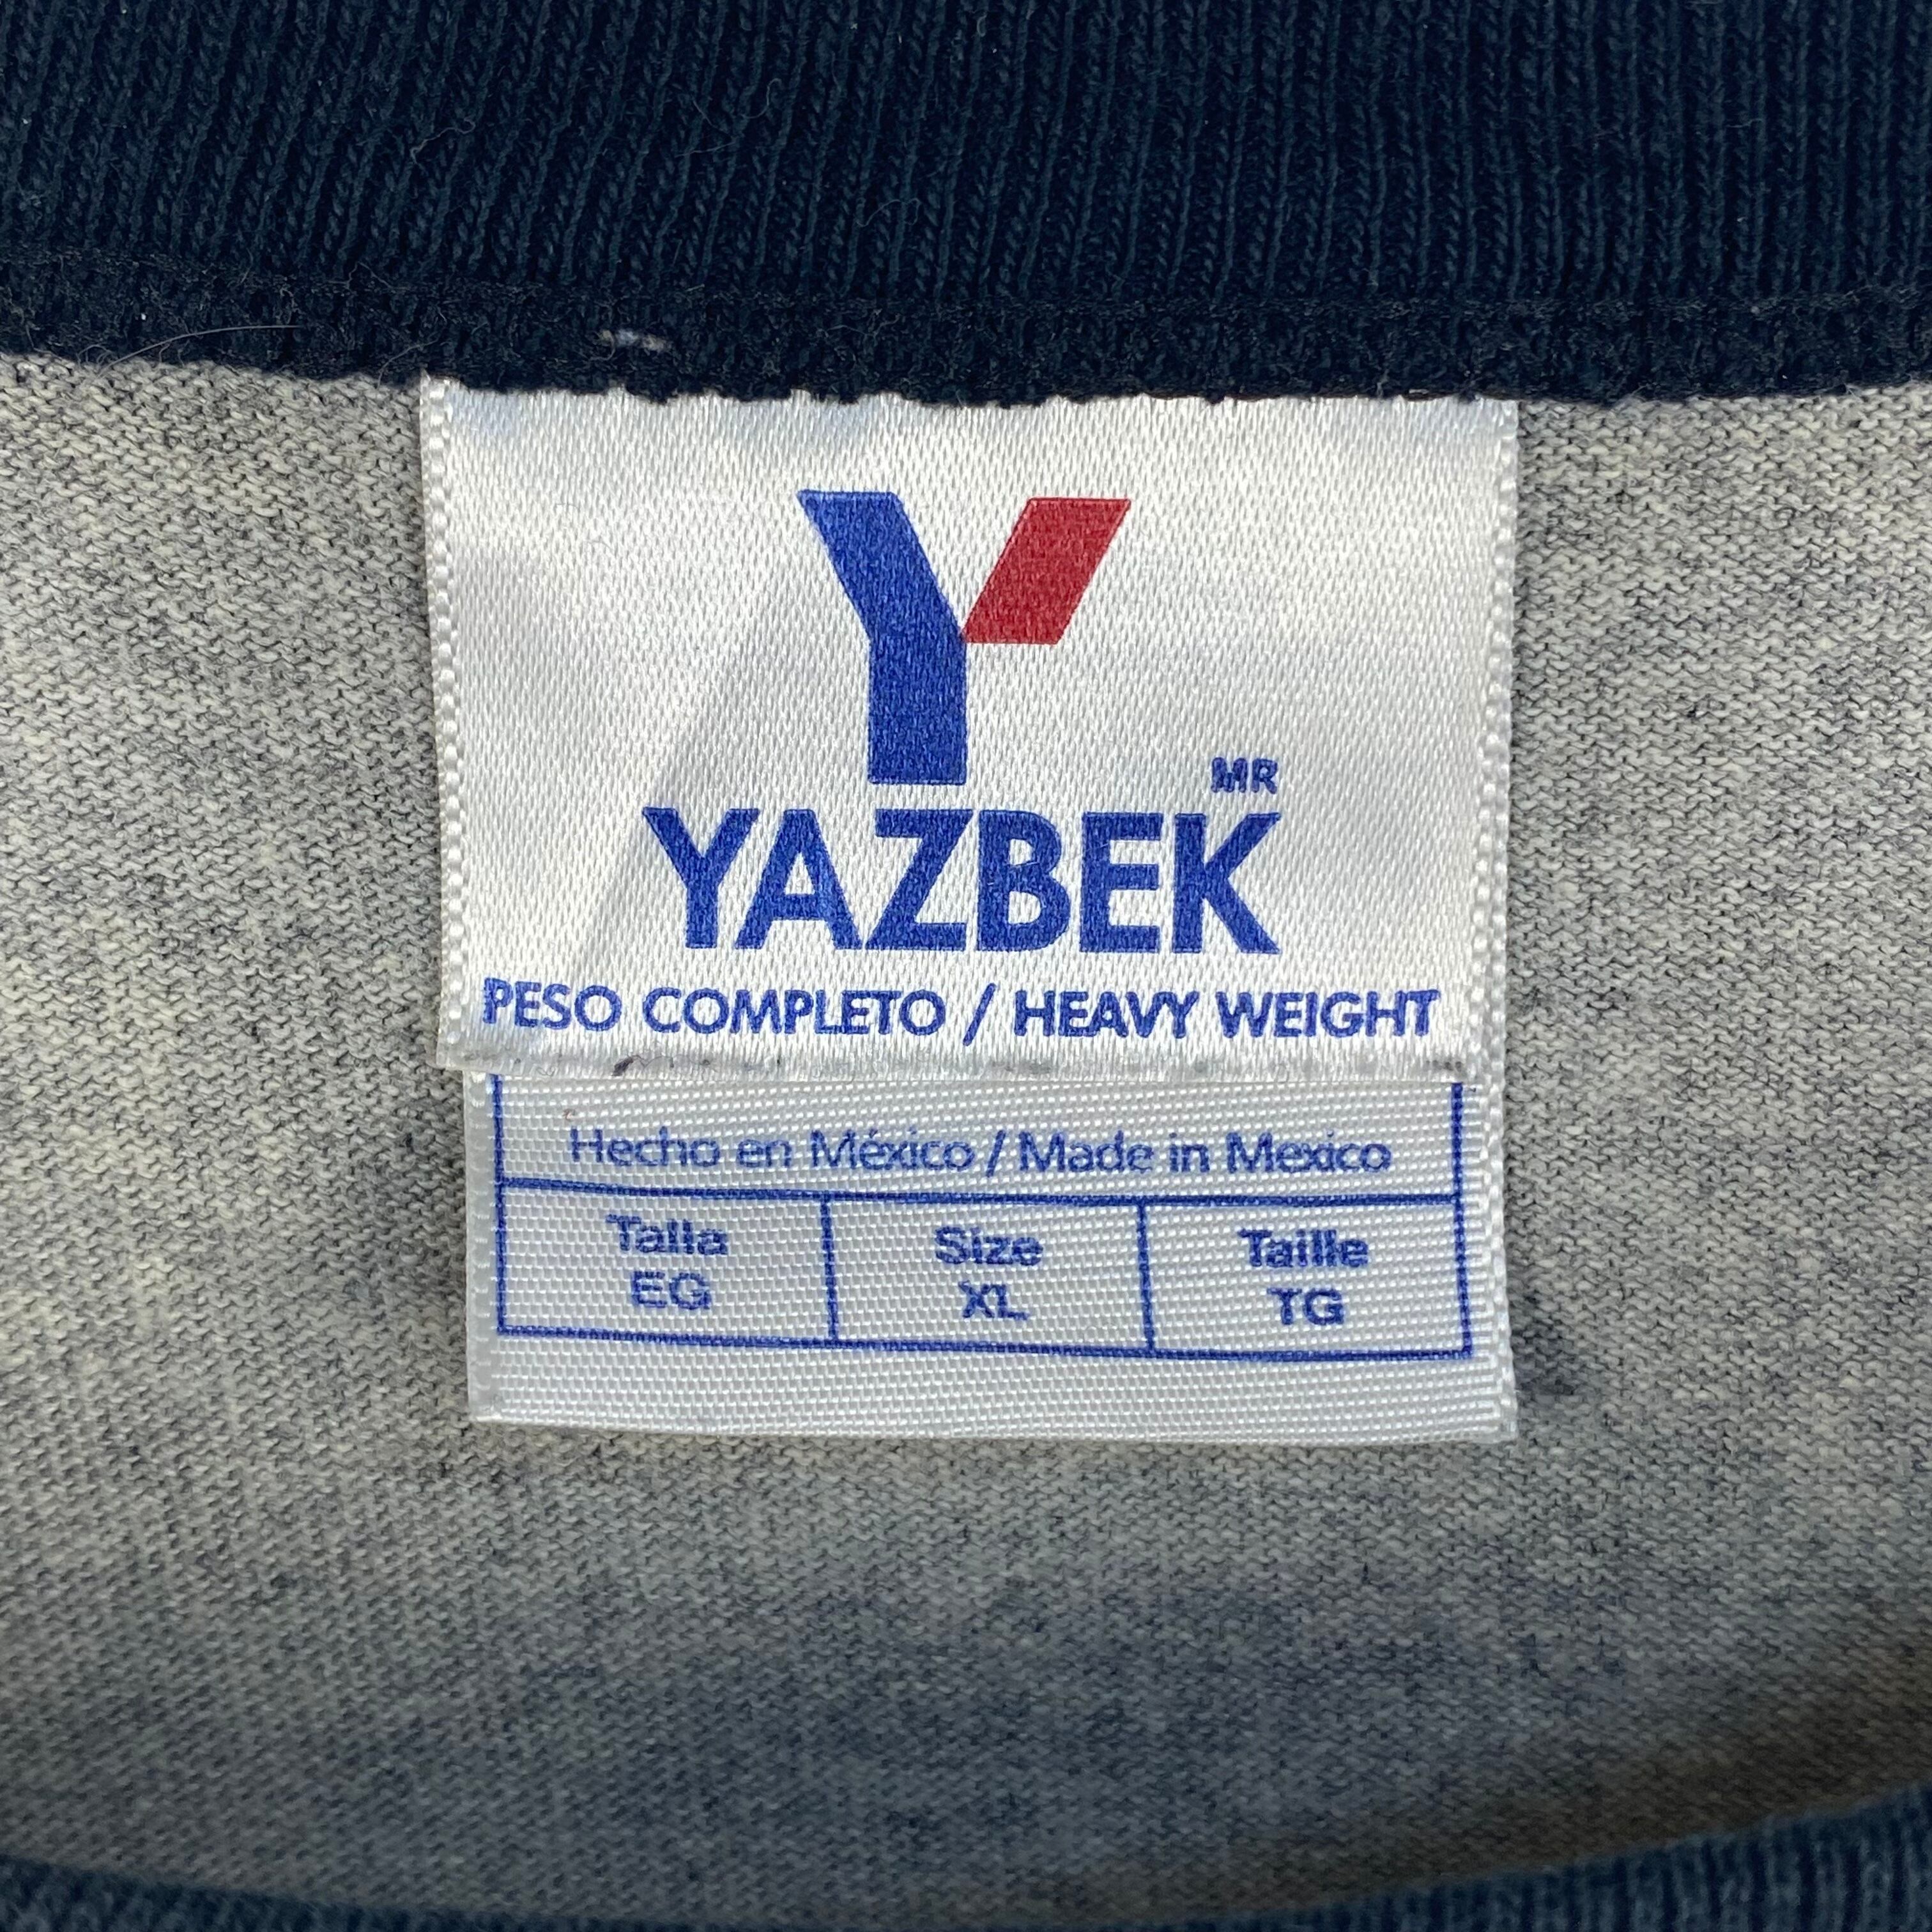 Y
MR
YAZBEK
PESO COMPLETO / HEAVY WEIGHT
Hecho en México / Made in Mexico
Talla Size Taille
EG XL TG